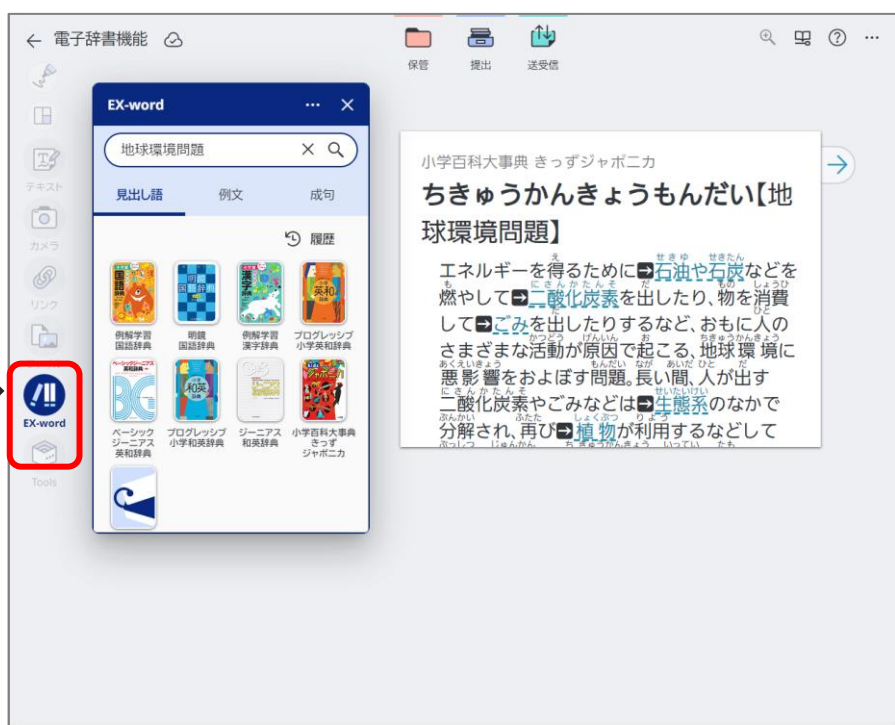 電子辞書機能
保管
提出
送受信
テキスト
カメラ
リンク
EX-word
Tools
EX-word
地球環境問題
見出し語 例文 成句
履歴
例解学習
国語辞典
明鏡
国語辞典
例解学習
漢字辞典
プログレッシブ
小学英和辞典
ベーシック
ジーニアス
英和辞典
プログレッシブ
小学和英辞典
ジーニアス
和英辞典
小学百科大事典
きっず
ジャポニカ
小学百科大事典 きっずジャポニカ
ちきゅうかんきょうもんだい【地
球環境問題】
エネルギーを得るために➡石油や石炭などを
燃やして➡二酸化炭素を出したり、物を消費
して➡ごみを出したりするなど、おもに人の
さまざまな活動が原因で起こる、地球環境に
悪影響をおよぼす問題。長い間、人が出す
二酸化炭素やごみなどは➡生態系のなかで
分解され、再び➡植物が利用するなどして